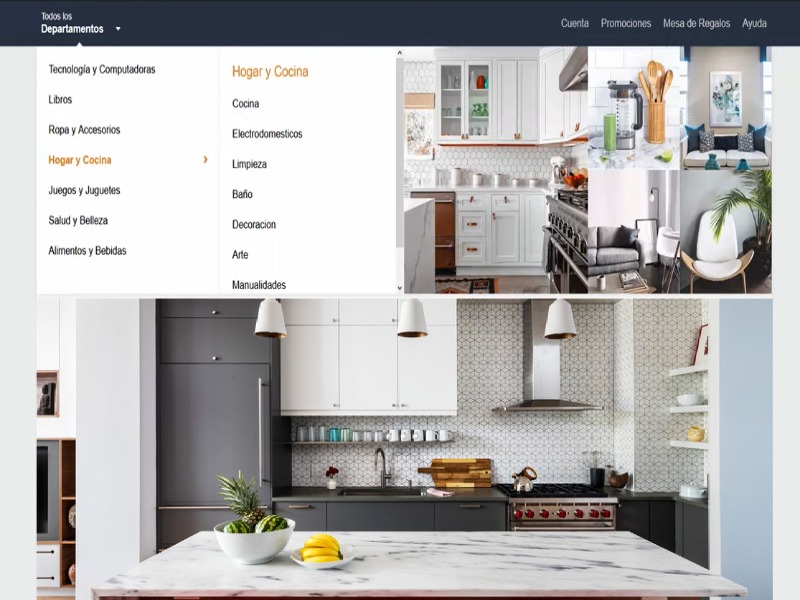 Todos los
Departamentos
Cuenta Promociones Mesa de Regalos Ayuda
Tecnología y Computadoras
Libros
Ropa y Accesorios
Hogar y Cocina
Juegos y Juguetes
Salud y Belleza
Alimentos y Bebidas
Hogar y Cocina
Cocina
Electrodomesticos
Limpieza
Baño
Decoracion
Arte
Manualidades